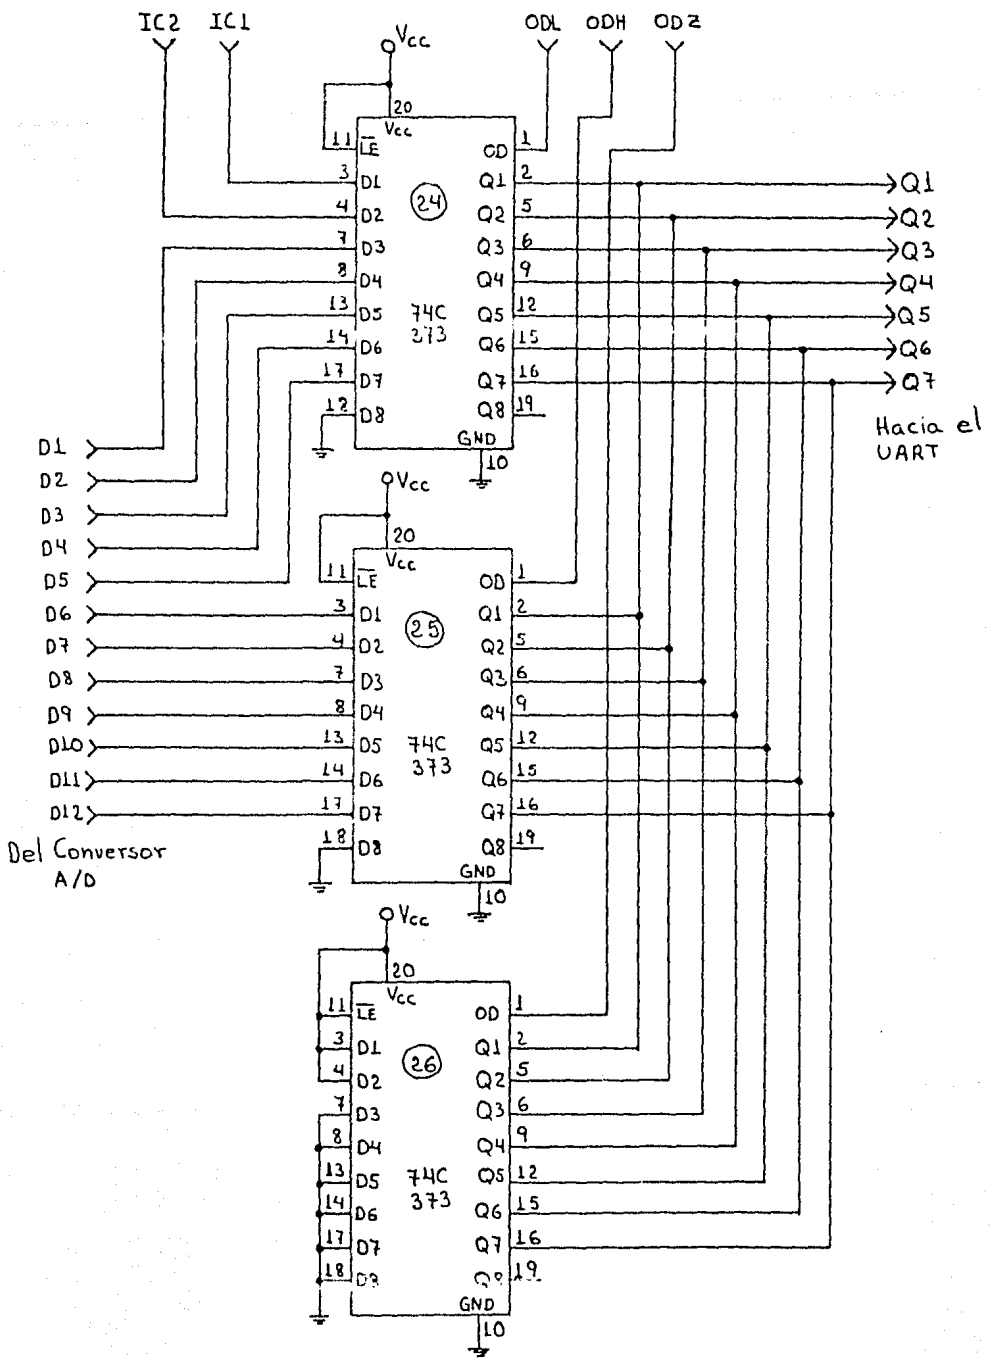 IC2 IC1 Vcc ODL ODH ODZ
20
Vcc
11 LE OD 1
3 D1 Q1 2 Q1
24
4 D2 Q2 5 Q2
7 D3 Q3 6 Q3
8 D4 Q4 9 Q4
13 D5 74C Q5 12 Q5
373
14 D6 Q6 15 Q6
17 D7 Q7 16 Q7
12 D8 Q8 19
Hacia el
UART
GND
10
D1
D2
D3
D4
D5
D6
D7
D8
D9
D10
D11
D12
Del Conversor
A/D
Vcc
20
Vcc
11 LE OD 1
3 D1 Q1 2
25
4 D2 Q2 5
7 D3 Q3 6
8 D4 Q4 9
13 D5 74C Q5 12
373
14 D6 Q6 15
17 D7 Q7 16
18 D8 Q8 19
GND
10
Vcc
20
Vcc
11 LE OD 1
3 D1 Q1 2
26
4 D2 Q2 5
7 D3 Q3 6
8 D4 Q4 9
13 D5 74C Q5 12
373
14 D6 Q6 15
17 D7 Q7 16
18 D8 Q8 19
GND
10